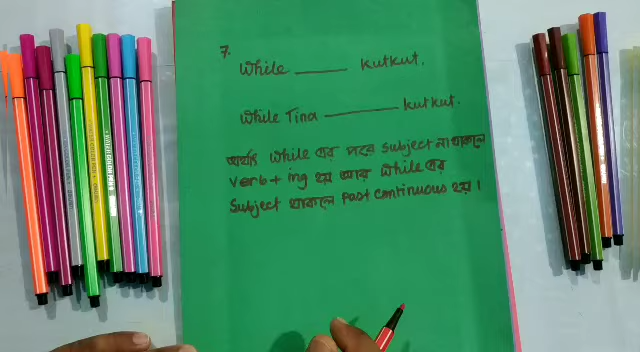 7.
While ______ kutkut.
While Tina ________ kutkut.
অর্থাৎ while এর পরে subject না থাকলে
verb + ing হয় আর while এর
Subject থাকলে past continuous হয়।